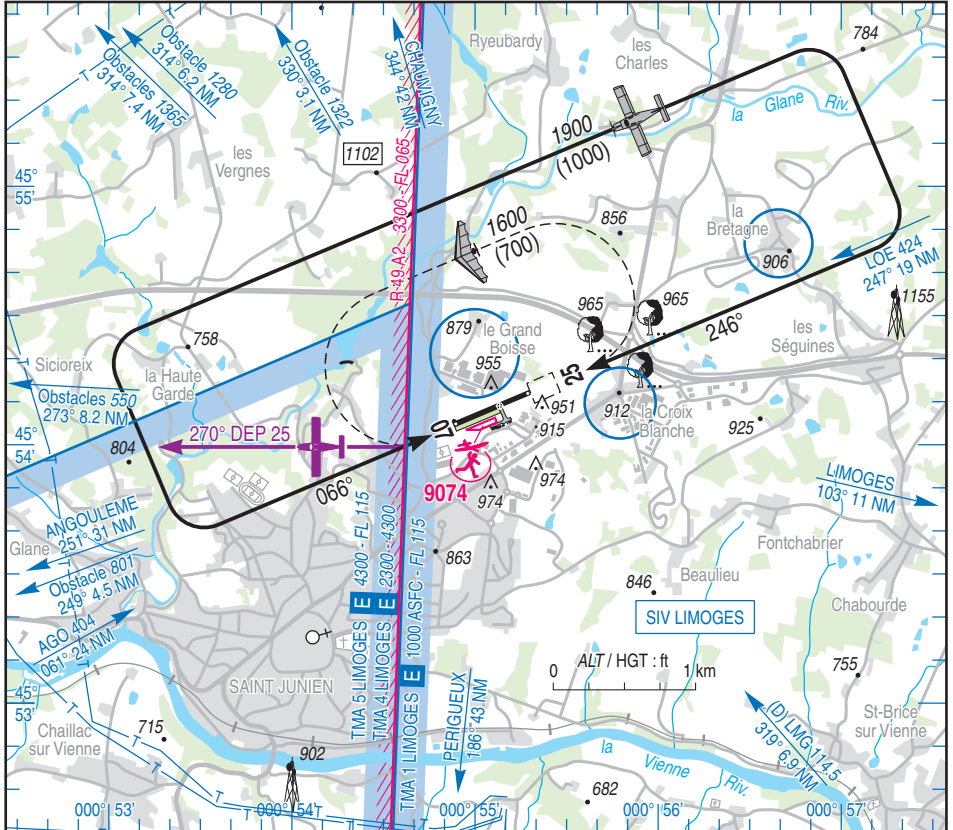 Obstacle 1280
314° 6.2 NM
Obstacles 1365
314° 7.4 NM
Obstacle 1322
330° 3.1 NM
CHAUVIGNY
344° 42 NM
Ryeubardy
les
Charles
784
la Glane Riv.
1900
(1000)
1102
les
Vergnes
45°
55'
R 49 A2 3300 - FL 065
1600
(700)
856
la
Bretagne
906
LOE 424
247° 19 NM
1155
965
965
246°
les
Séguines
879
le Grand
Boisse
955
758
Sicioreix
la Haute
Garde
Obstacles 550
273° 8.2 NM
25
951
912
la Croix
Blanche
925
07
915
270° DEP 25
804
45°
54'
066°
9074
974
974
LIMOGES
103° 11 NM
ANGOULEME
251° 31 NM
Glane
Obstacle 801
249° 4.5 NM
AGO 404
061° 24 NM
863
Fontchabrier
846
Beaulieu
Chabourde
SIV LIMOGES
TMA 5 LIMOGES E 4300 - FL 115
TMA 4 LIMOGES E 2300 - 4300
TMA 1 LIMOGES E 1000 ASFC - FL 115
ALT / HGT : ft
0 1 km
755
SAINT JUNIEN
45°
53'
PERIGUEUX
186° 43 NM
(D) LMG 114.5
319° 6.9 NM
St-Brice
sur Vienne
Chaillac
sur Vienne
715
902
la Vienne Riv.
682
T
T
T
T
T
000° 53'
000° 54'
000° 55'
000° 56'
000° 57'